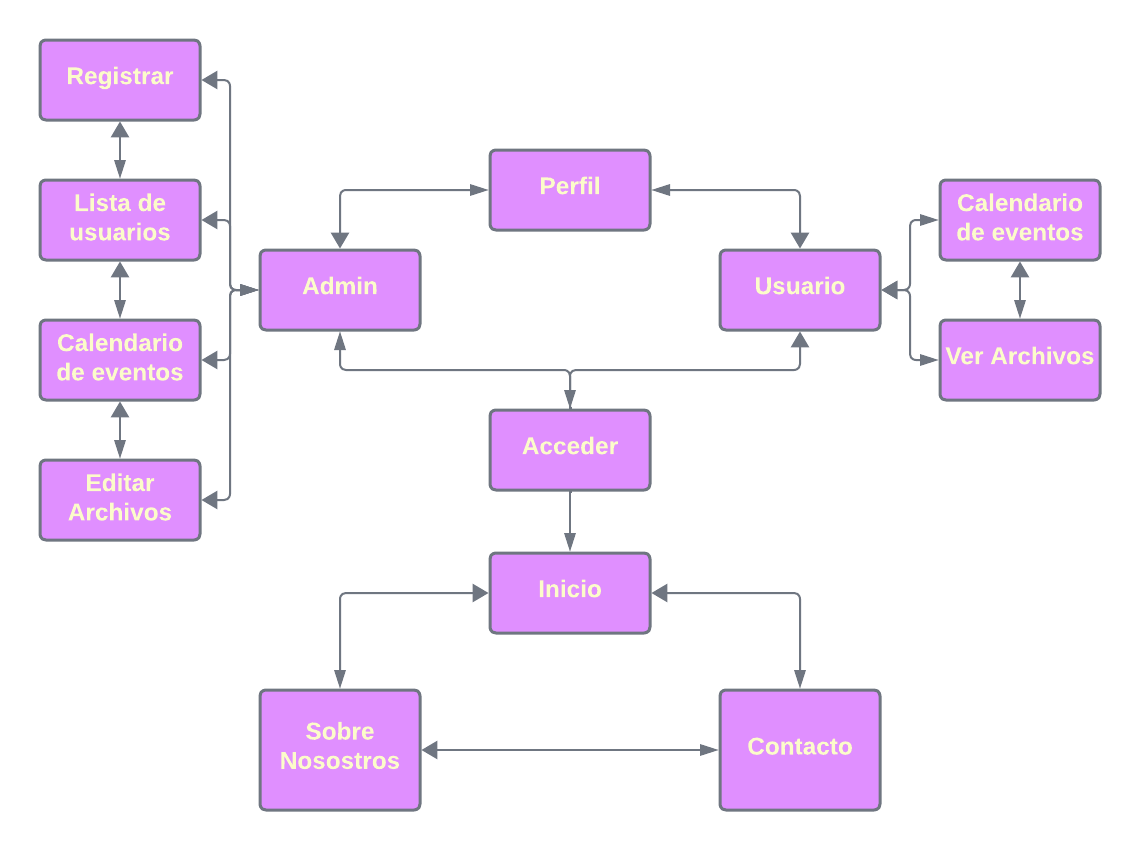 Registrar
Lista de
usuarios
Calendario
de eventos
Editar
Archivos
Perfil
Admin
Usuario
Calendario
de eventos
Ver Archivos
Acceder
Inicio
Sobre
Nosostros
Contacto